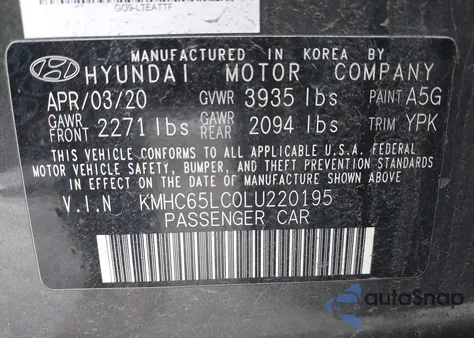 GO9-LTEATTF
MANUFACTURED IN KOREA BY
HYUNDAI MOTOR COMPANY
APR/03/20 GVWR 3935 lbs PAINT A5G
GAWR FRONT 2271 lbs GAWR REAR 2094 lbs TRIM YPK
THIS VEHICLE CONFORMS TO ALL APPLICABLE U.S.A. FEDERAL
MOTOR VEHICLE SAFETY, BUMPER, AND THEFT PREVENTION STANDARDS
IN EFFECT ON THE DATE OF MANUFACTURE SHOWN ABOVE.
V.I.N KMHC65LC0LU220195
PASSENGER CAR
autoSnap